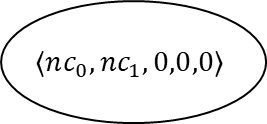 ⟨nc₀, nc₁, 0,0,0⟩